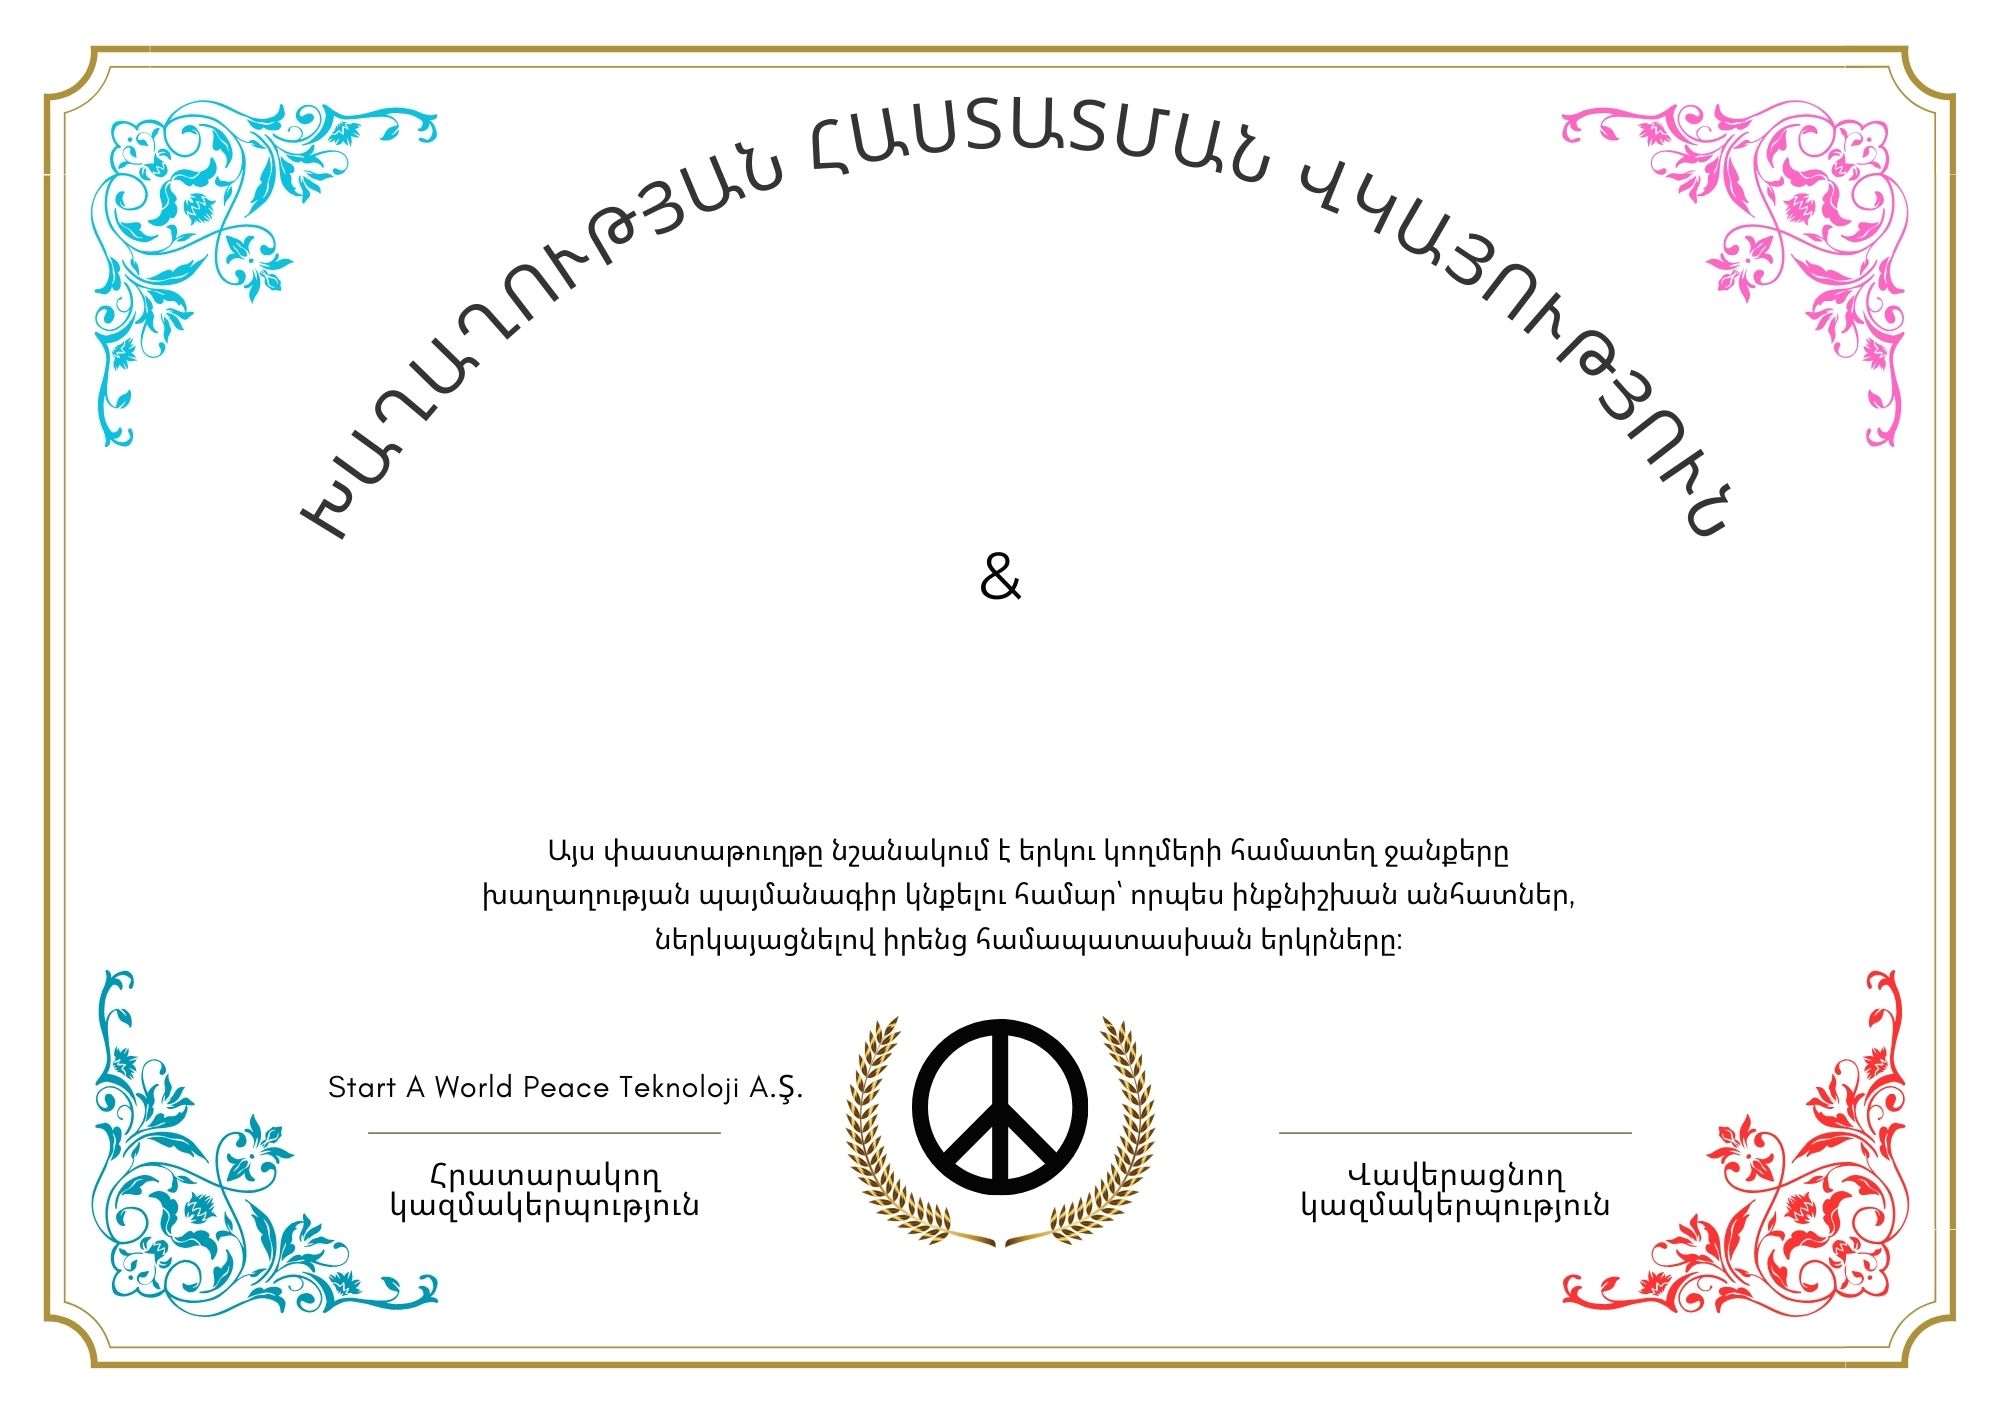 ԽԱՂԱՂՈՒԹՅԱՆ ՀԱՍՏԱՏՄԱՆ ՎԿԱՅՈՒԹՅՈՒՆ
&
Այս փաստաթուղթը նշանակում է երկու կողմերի համատեղ ջանքերը
խաղաղության պայմանագիր կնքելու համար՝ որպես ինքնիշխան անհատներ,
ներկայացնելով իրենց համապատասխան երկրները։
Start A World Peace Teknoloji A.Ş.
Հրատարակող
կազմակերպություն
Վավերացնող
կազմակերպություն